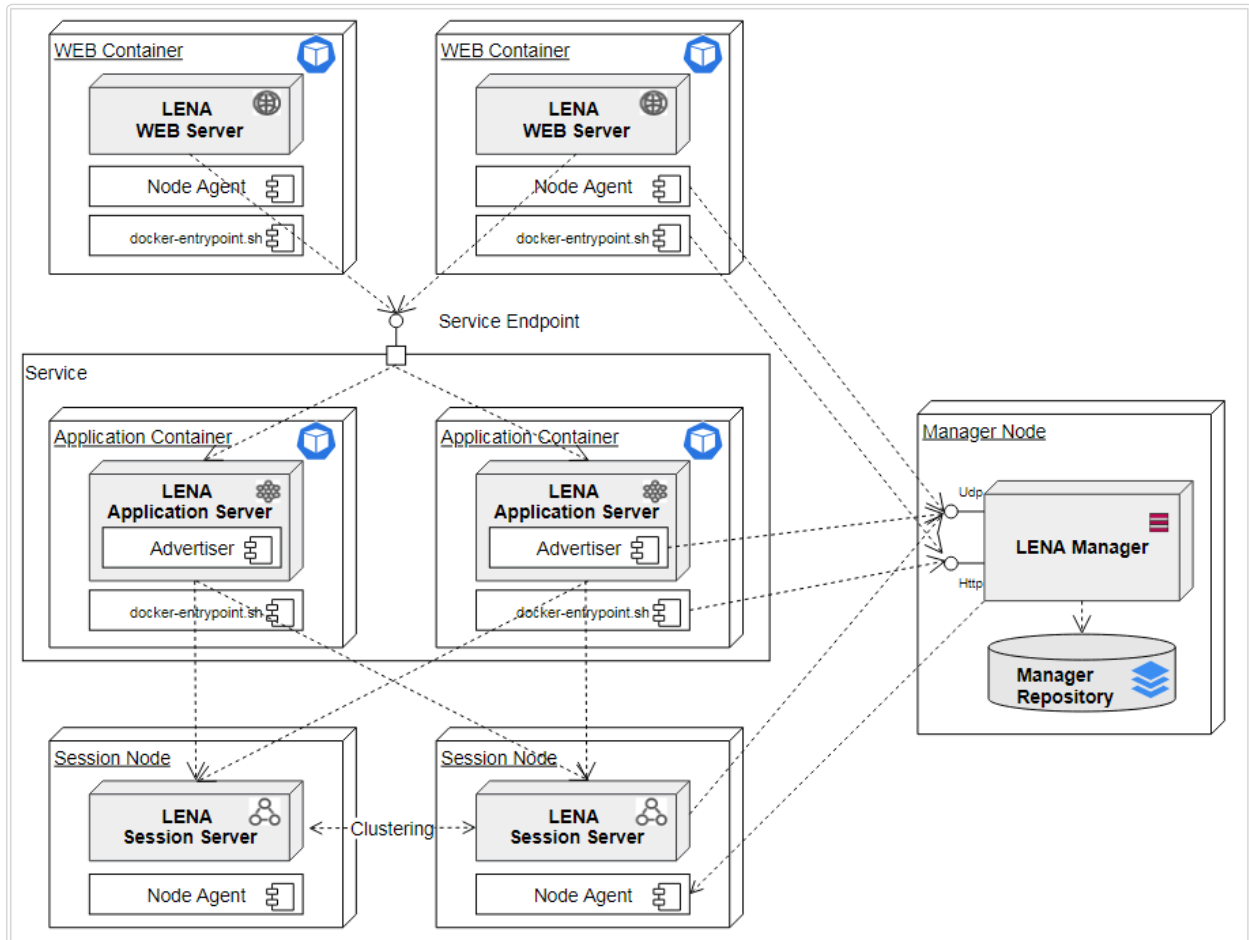 WEB Container
WEB Container
LENA
WEB Server
LENA
WEB Server
Node Agent
Node Agent
docker-entrypoint.sh
docker-entrypoint.sh
Service Endpoint
Service
Application Container
Application Container
Manager Node
LENA
Application Server
LENA
Application Server
Udp
Advertiser
Advertiser
LENA Manager
Http
docker-entrypoint.sh
docker-entrypoint.sh
Manager
Repository
Session Node
Session Node
LENA
Session Server
Clustering
LENA
Session Server
Node Agent
Node Agent